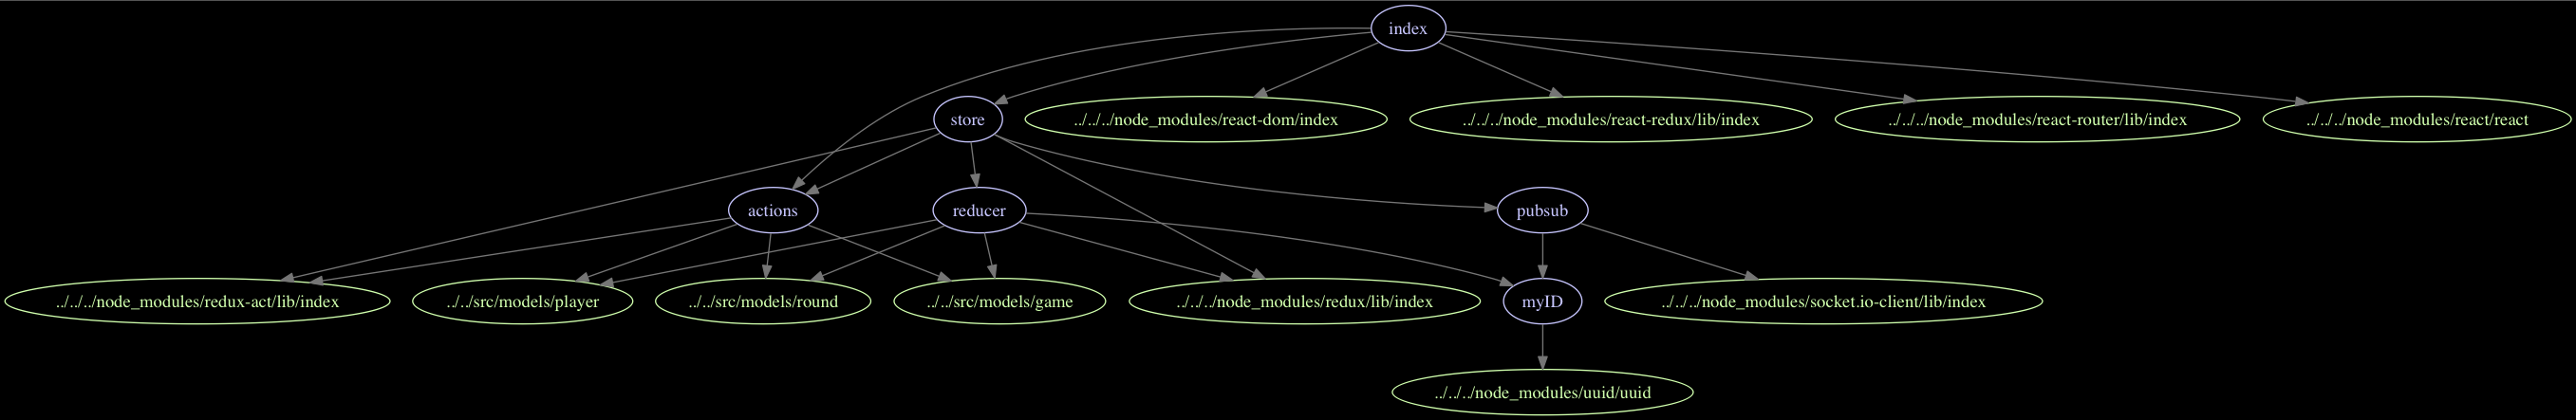 index
store
../../../node_modules/react-dom/index
../../../node_modules/react-redux/lib/index
../../../node_modules/react-router/lib/index
../../../node_modules/react/react
actions
reducer
pubsub
../../../node_modules/redux-act/lib/index
../../src/models/player
../../src/models/round
../../src/models/game
../../../node_modules/redux/lib/index
myID
../../../node_modules/socket.io-client/lib/index
../../../node_modules/uuid/uuid